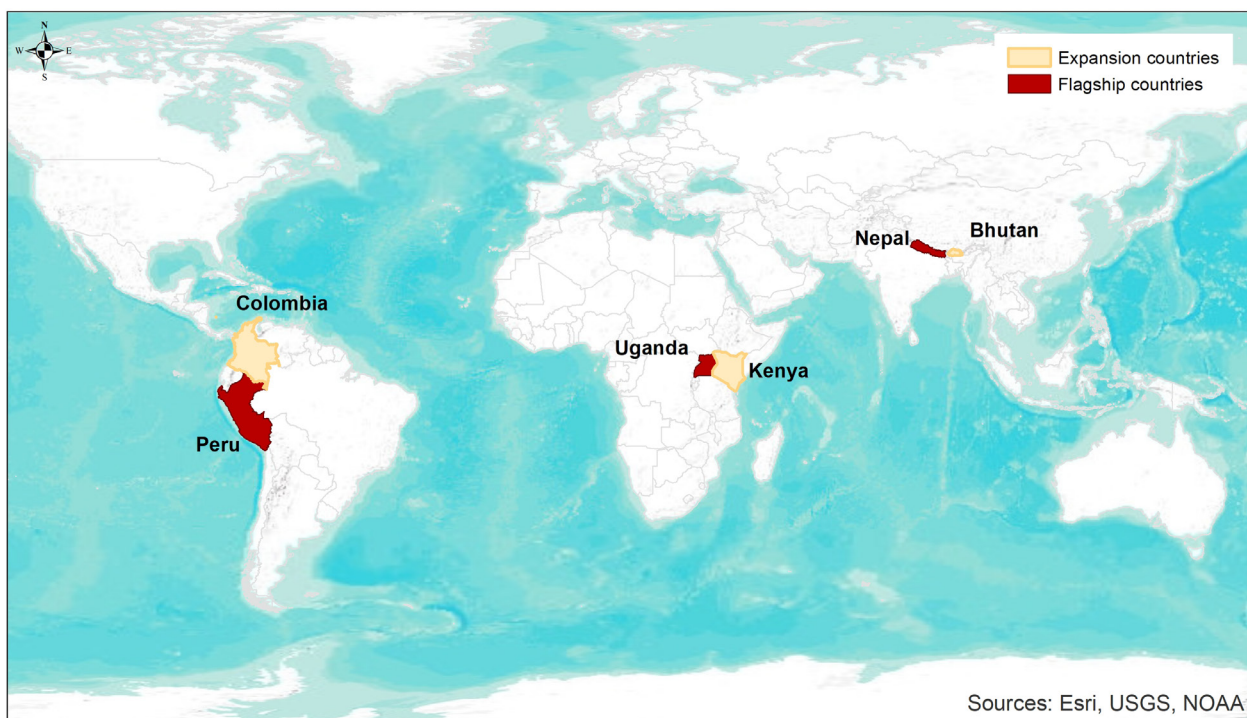 N
W E
S
Expansion countries
Flagship countries
Nepal
Bhutan
Colombia
Uganda
Kenya
Peru
Sources: Esri, USGS, NOAA